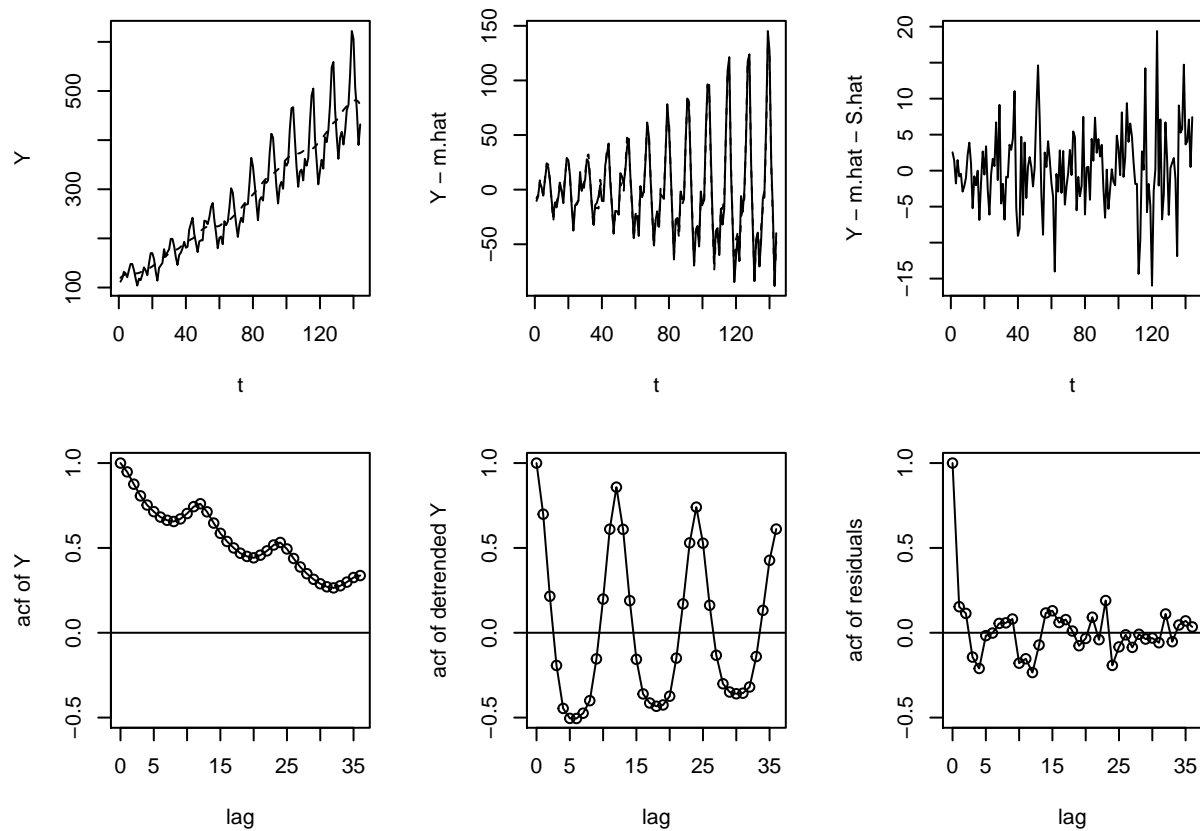 Y
100 300 500
0 40 80 120
t
Y − m.hat
−50 0 50 100 150
0 40 80 120
t
Y − m.hat − S.hat
−15 −5 0 5 10 20
0 40 80 120
t
acf of Y
−0.5 0.0 0.5 1.0
0 5 15 25 35
lag
acf of detrended Y
−0.5 0.0 0.5 1.0
0 5 15 25 35
lag
acf of residuals
−0.5 0.0 0.5 1.0
0 5 15 25 35
lag